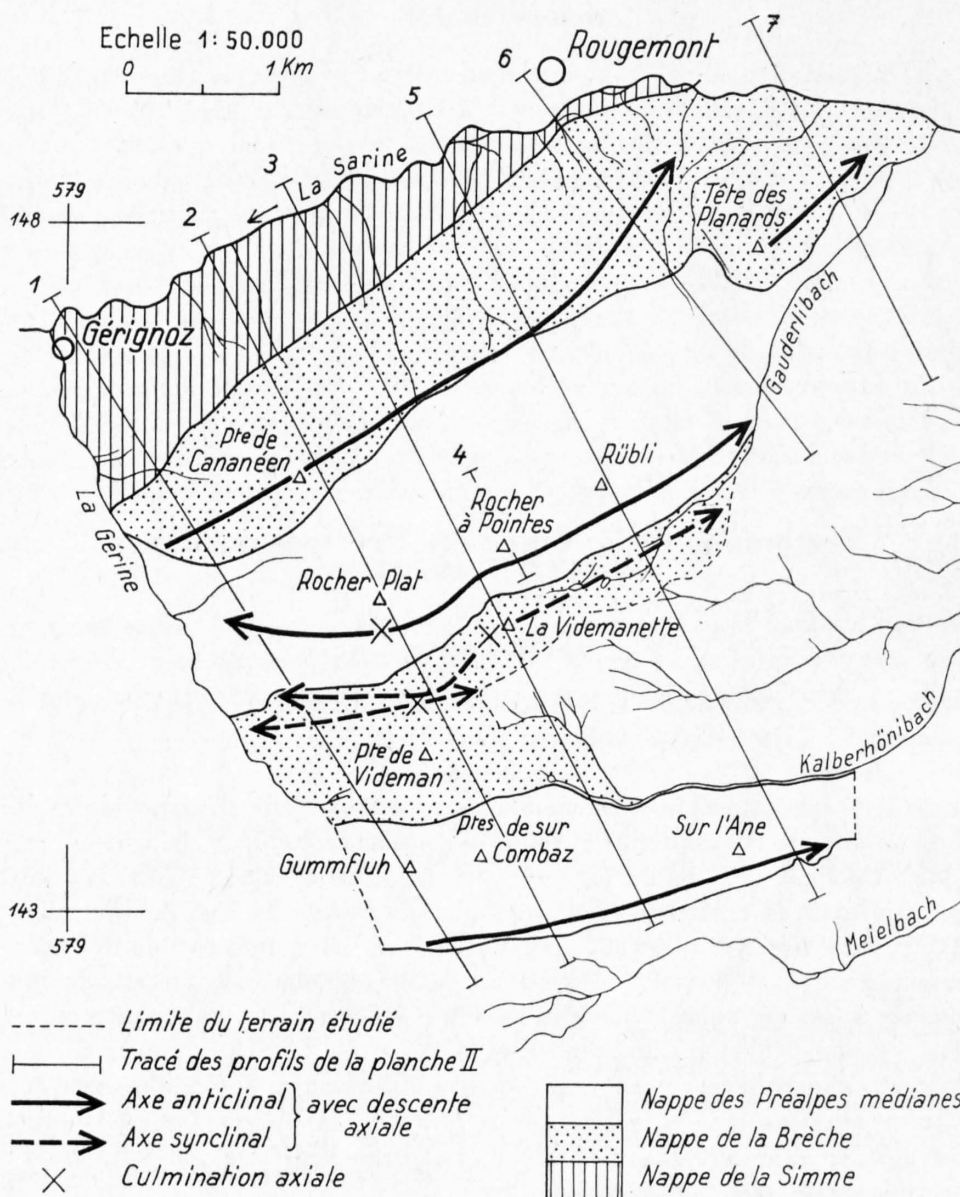 Echelle 1: 50.000
0 1 Km
Rougemont
7
6
5
3
La Sarine
2
579
148
1
Gérignoz
Tête des
Planards
Gauderlibach
Pte de
Cananéen
La Gérine
4
Rübli
Rocher
à Pointes
Rocher Plat
La Videmanette
Pte de
Videman
Kalberhönibach
Ptes de sur
Combaz
Sur l'Ane
Gummfluh
143
579
Meielbach
Limite du terrain étudié
Tracé des profils de la planche II
Axe anticlinal
Axe synclinal
avec descente
axiale
Culmination axiale
Nappe des Préalpes médianes
Nappe de la Brèche
Nappe de la Simme